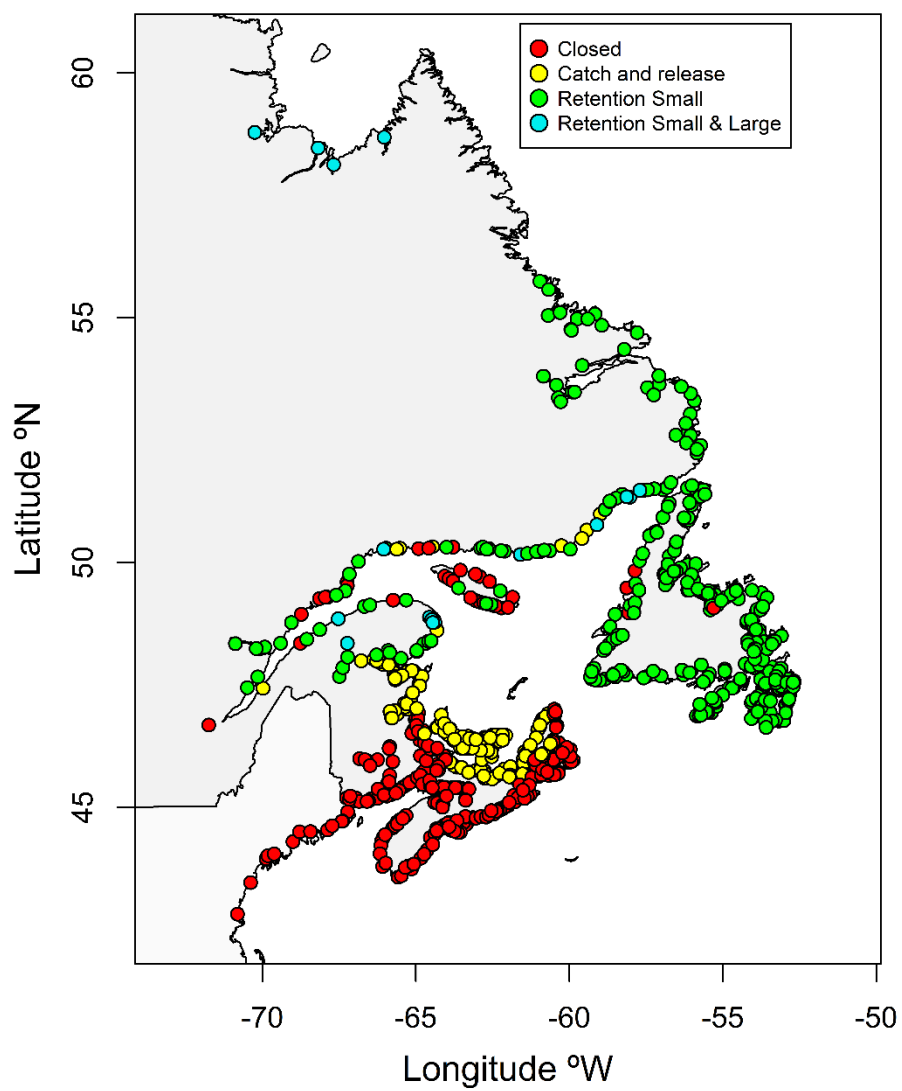 Closed
Catch and release
Retention Small
Retention Small & Large
60
55
50
45
Latitude ºN
-70
-65
-60
-55
-50
Longitude ºW